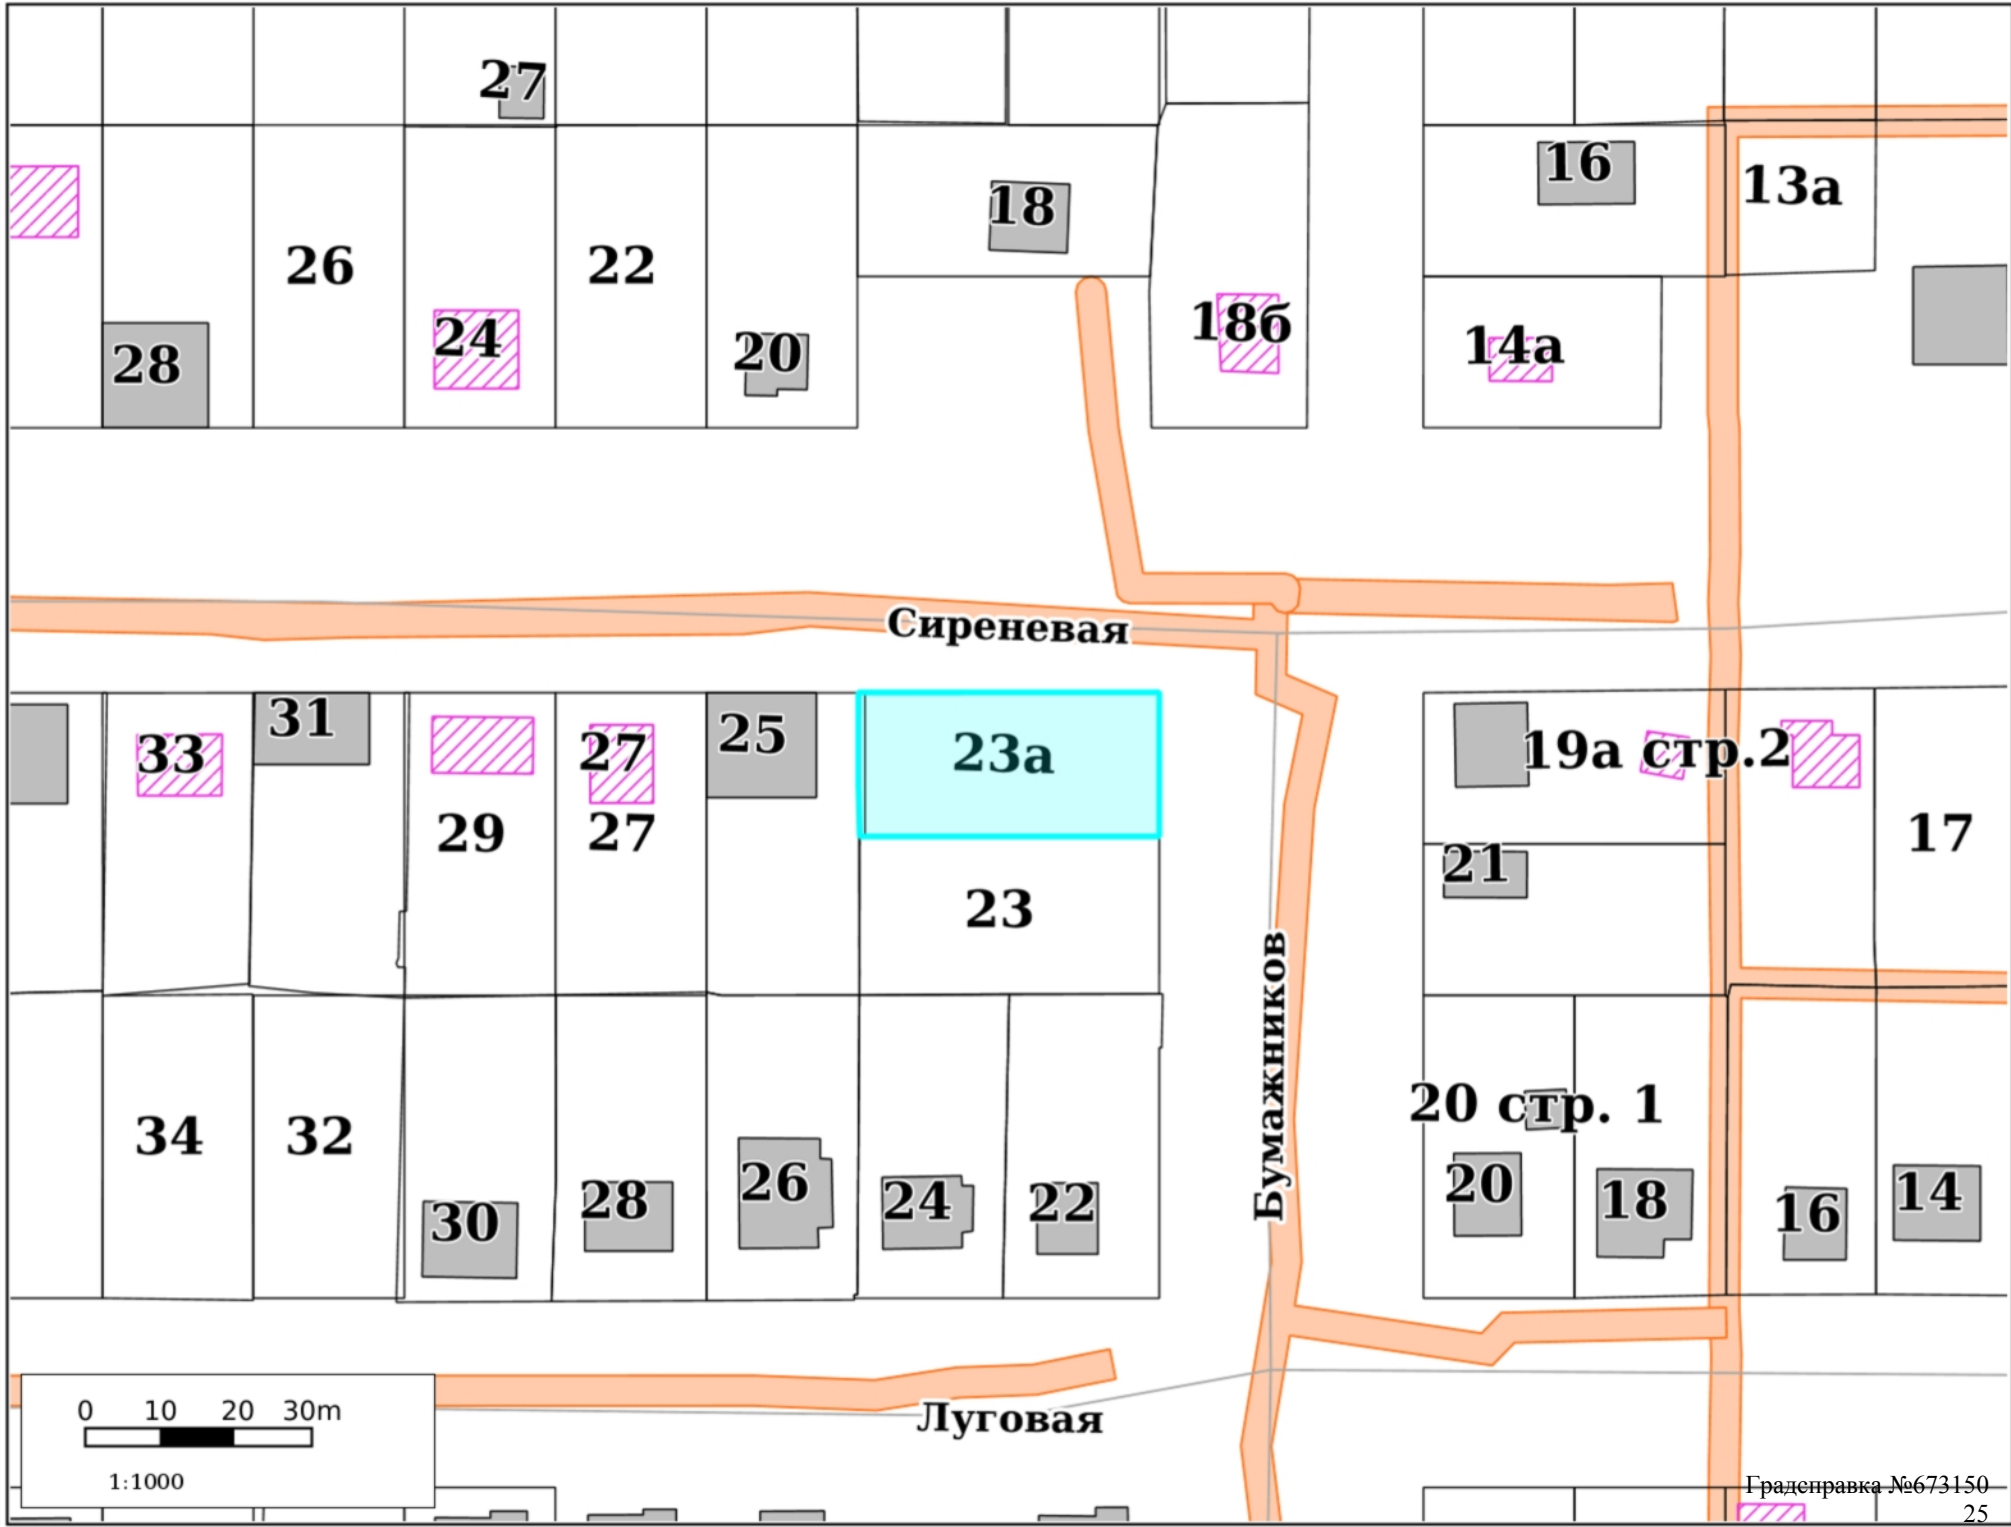 27
16
13а
18
26
22
18б
24
14а
20
28
Сиреневая
31
25
27
33
23а
19а стр.2
29
27
17
21
23
Бумажников
20 стр. 1
34
32
26
20
28
24
22
18
14
30
16
0 10 20 30m
1:1000
Луговая
Градсправка №673150
25